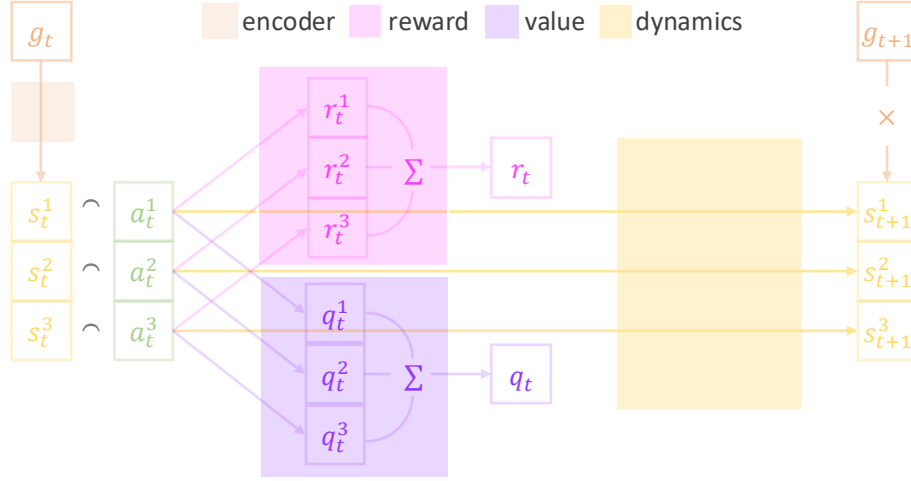 encoder reward value dynamics
g_t g_{t+1}
r_t^1
×
r_t^2 Σ r_t
s_t^1 ⌢ a_t^1 r_t^3 s_{t+1}^1
s_t^2 ⌢ a_t^2 s_{t+1}^2
s_t^3 ⌢ a_t^3 q_t^1 s_{t+1}^3
q_t^2 Σ q_t
q_t^3